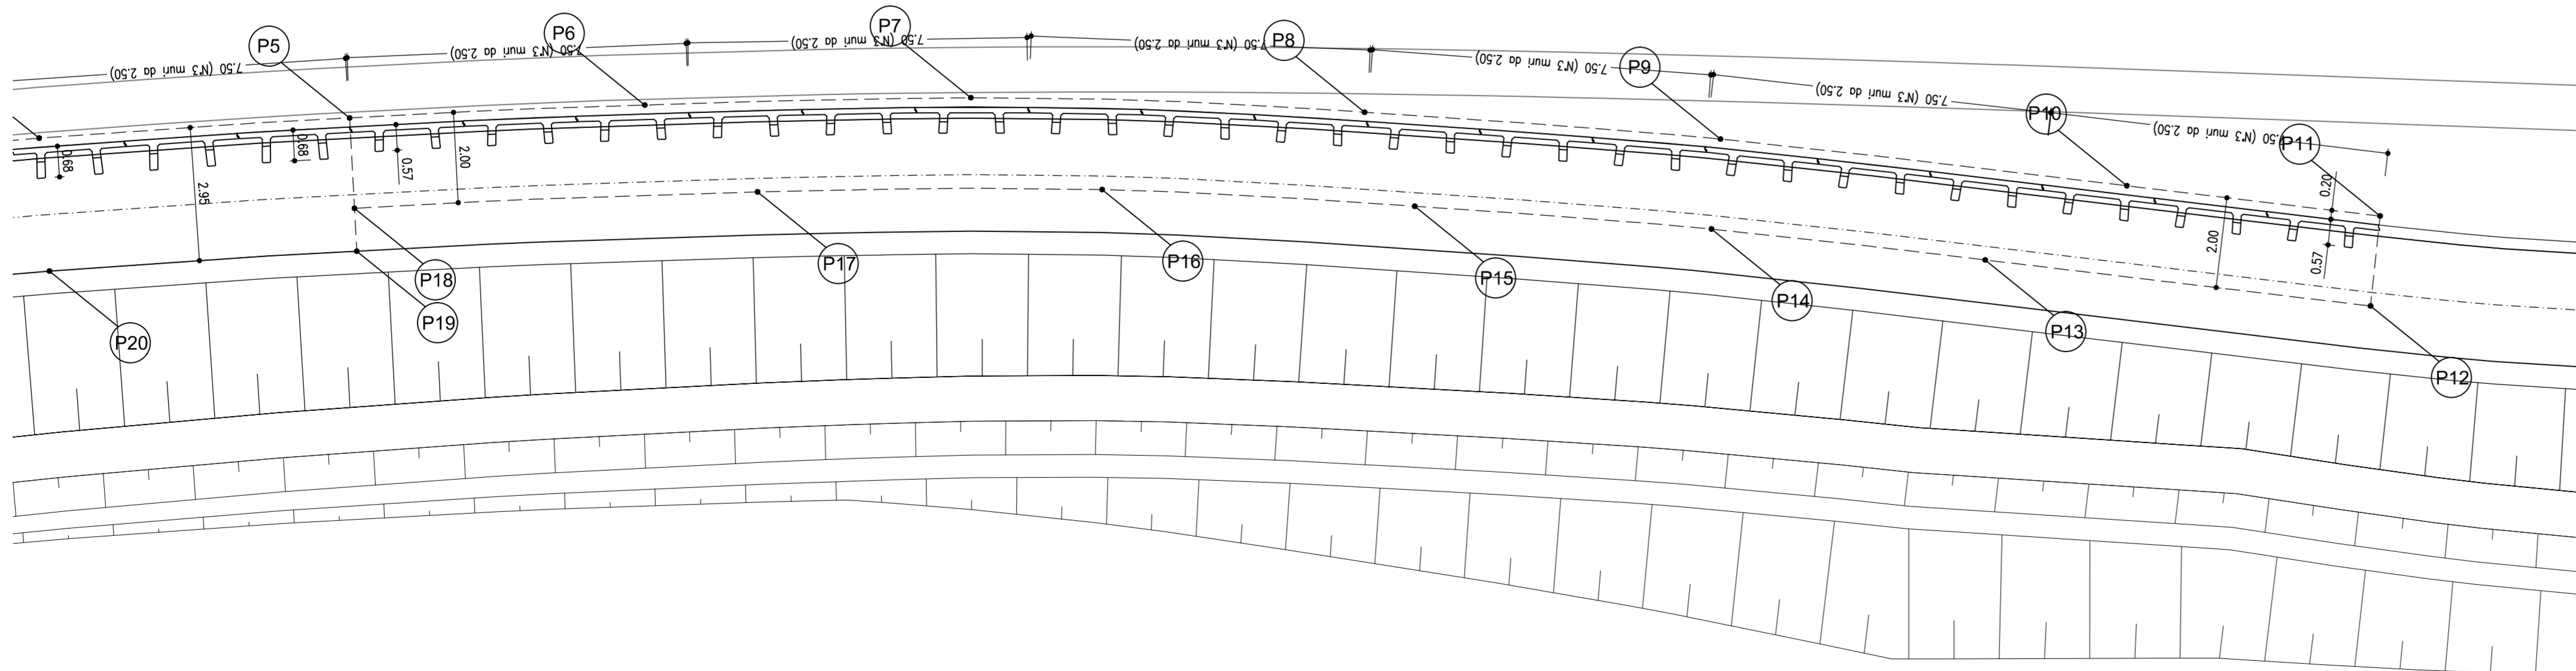 P5
P6
P7
P8
P9
P10
P11
7.50 (N°3 muri da 2.50)
7.50 (N°3 muri da 2.50)
7.50 (N°3 muri da 2.50)
7.50 (N°3 muri da 2.50)
7.50 (N°3 muri da 2.50)
7.50 (N°3 muri da 2.50)
7.50 (N°3 muri da 2.50)
0.68
2.95
0.68
0.57
2.00
0.20
2.00
0.57
P18
P17
P16
P15
P14
P13
P12
P19
P20